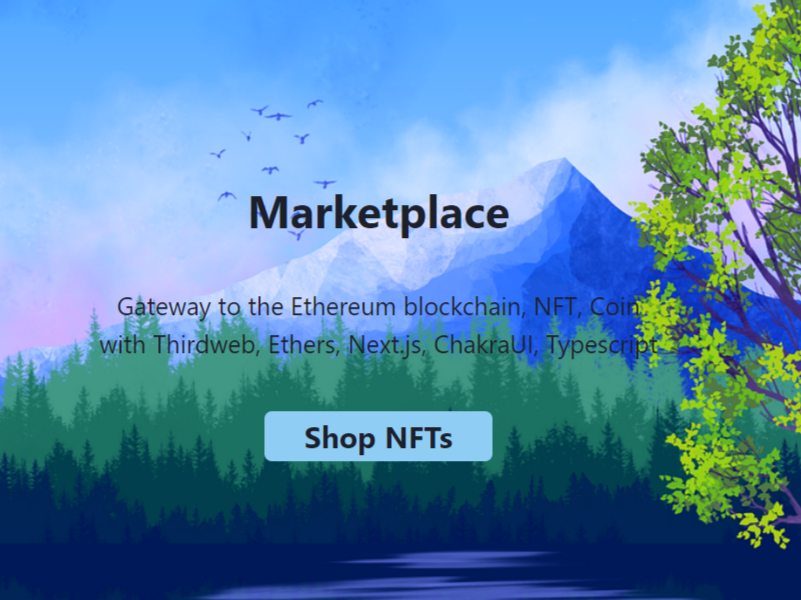 Marketplace
Gateway to the Ethereum blockchain, NFT, Coin
with Thirdweb, Ethers, Next.js, ChakraUI, Typescript
Shop NFTs